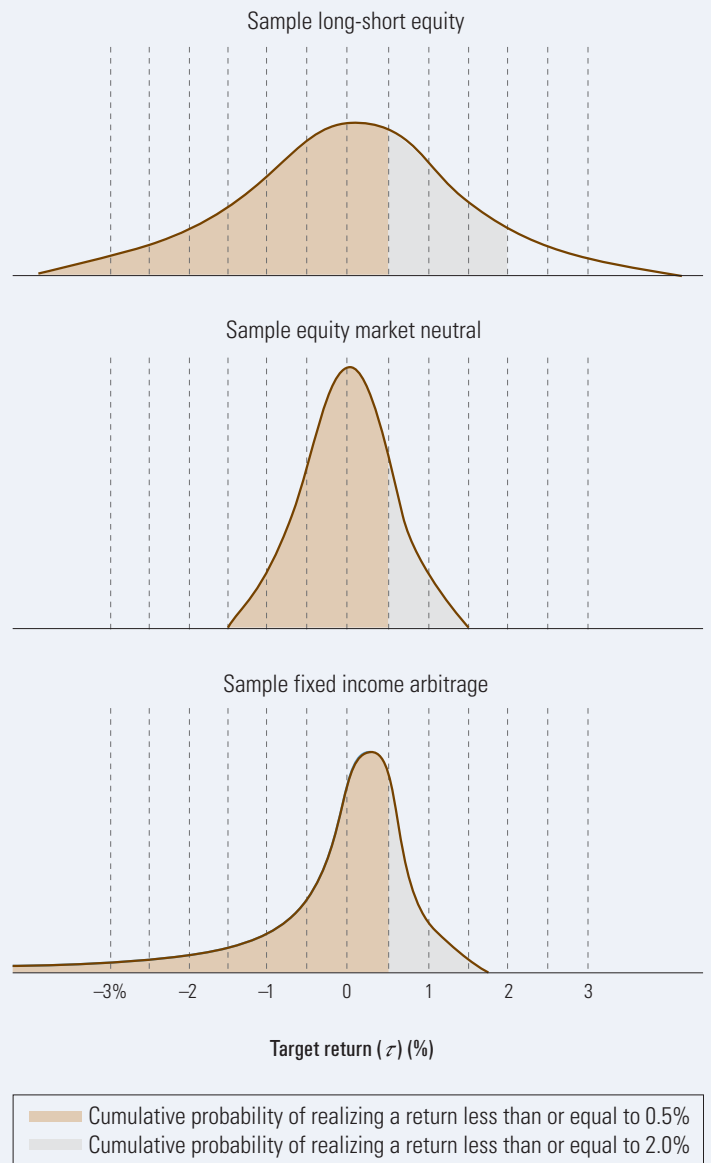 Sample long-short equity
Sample equity market neutral
Sample fixed income arbitrage
–3% –2 –1 0 1 2 3
Target return (τ) (%)
Cumulative probability of realizing a return less than or equal to 0.5%
Cumulative probability of realizing a return less than or equal to 2.0%